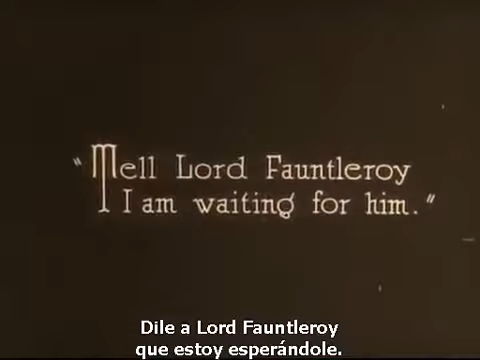 "Tell Lord Fauntleroy
I am waiting for him."
Dile a Lord Fauntleroy
que estoy esperándole.